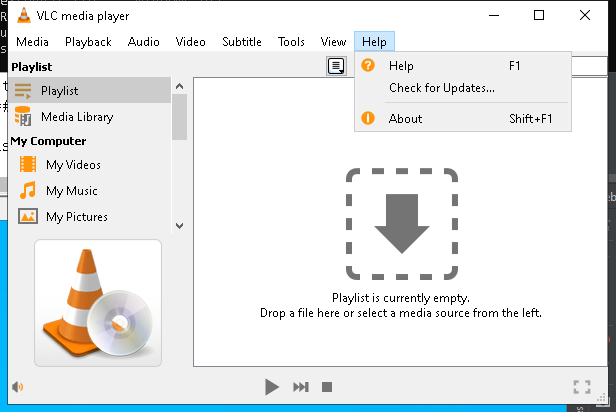 VLC media player
Media Playback Audio Video Subtitle Tools View Help
Playlist
Playlist
Media Library
My Computer
My Videos
My Music
My Pictures
Help F1
Check for Updates...
About Shift+F1
Playlist is currently empty.
Drop a file here or select a media source from the left.